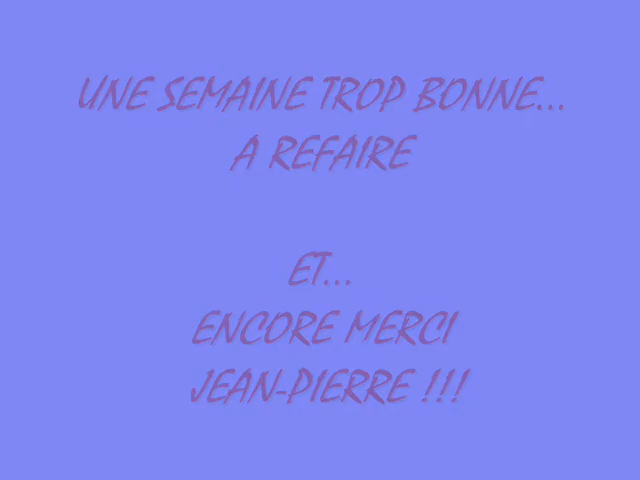 UNE SEMAINE TROP BONNE...
A REFAIRE
ET...
ENCORE MERCI
JEAN-PIERRE !!!